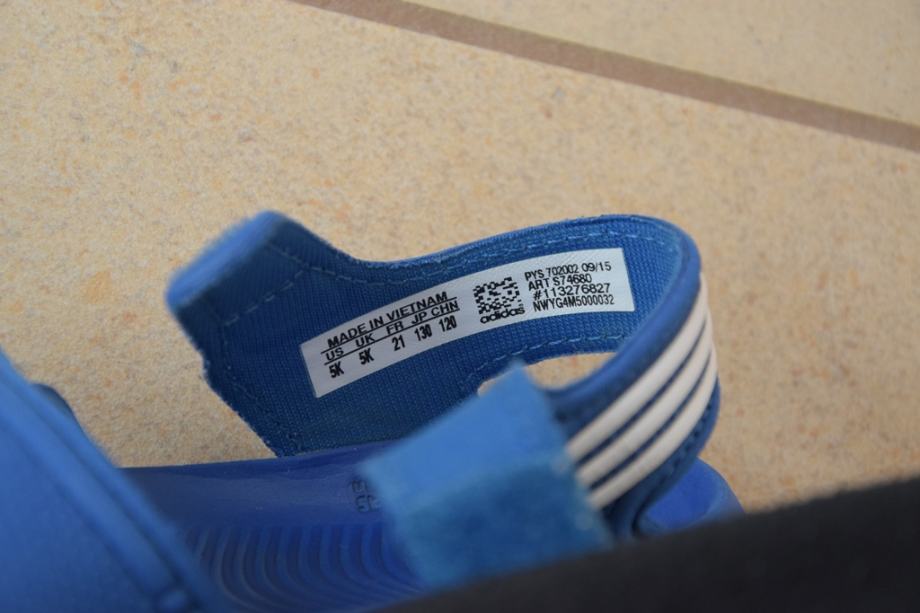 MADE IN VIETNAM
US UK FR JP CHN
5K 5K 21 130 120
adidas
PYS 702002 09/15
ART S74680
#113276827
NWYG4M5000032